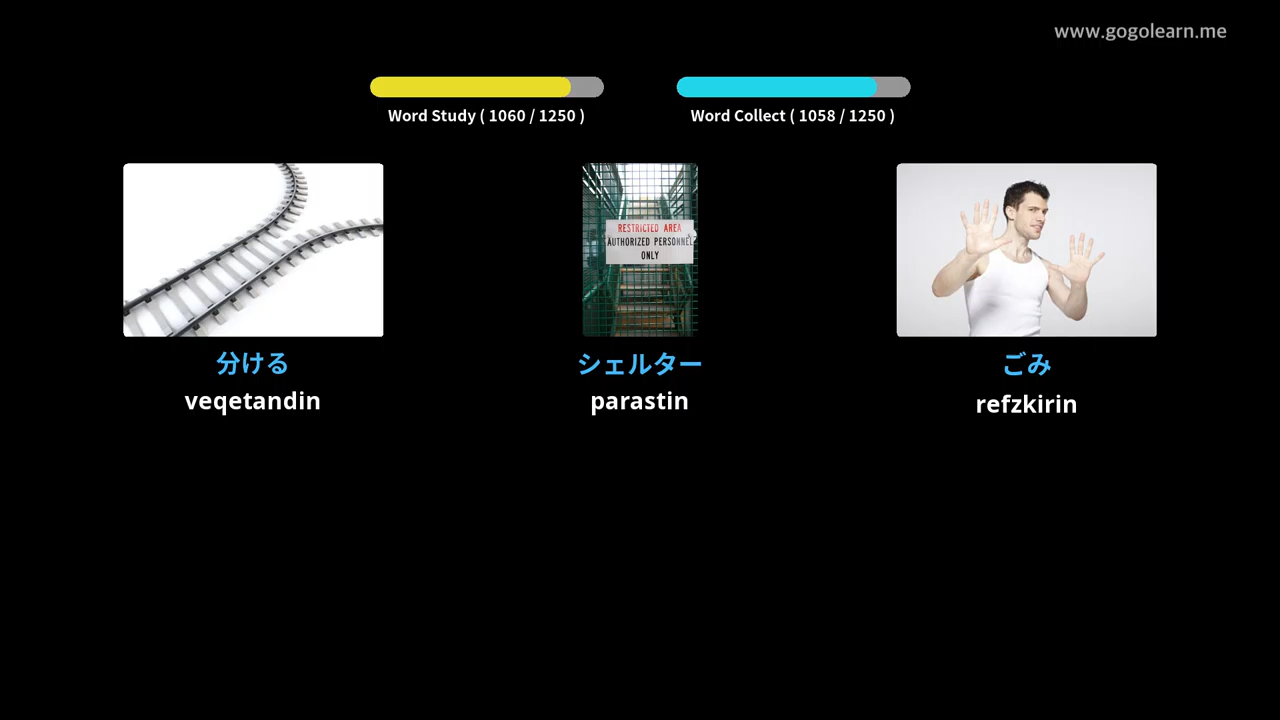 www.gogolearn.me
Word Study ( 1060 / 1250 )
Word Collect ( 1058 / 1250 )
RESTRICTED AREA
AUTHORIZED PERSONNEL
ONLY
分ける
シェルター
ごみ
veqetandin
parastin
refzkirin